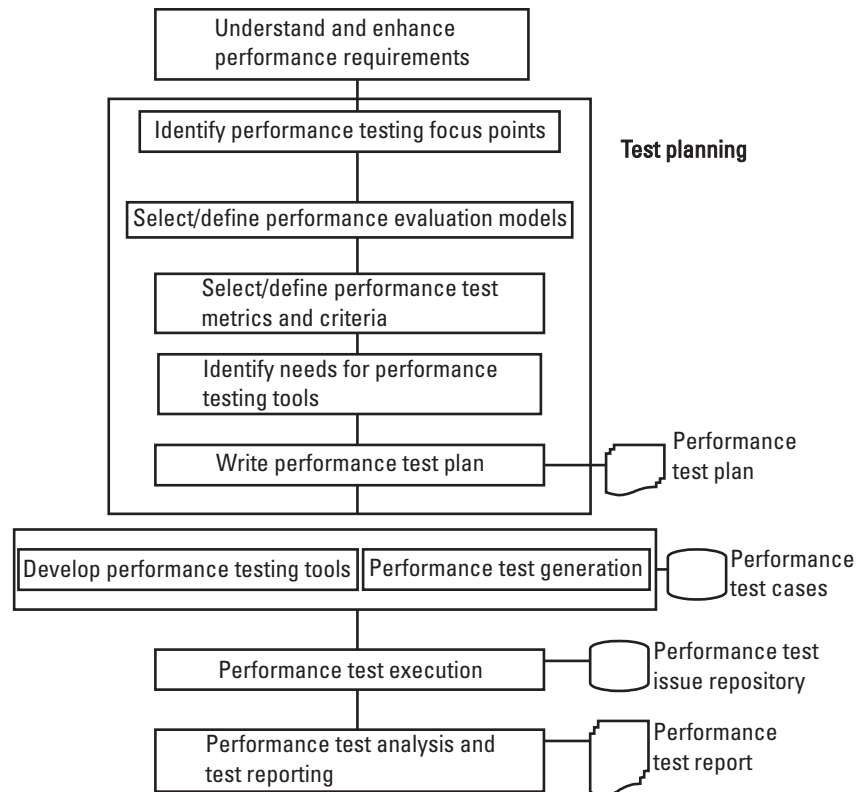 Understand and enhance
performance requirements
Identify performance testing focus points
Test planning
Select/define performance evaluation models
Select/define performance test
metrics and criteria
Identify needs for performance
testing tools
Write performance test plan
Performance
test plan
Develop performance testing tools
Performance test generation
Performance
test cases
Performance test execution
Performance test
issue repository
Performance test analysis and
test reporting
Performance
test report